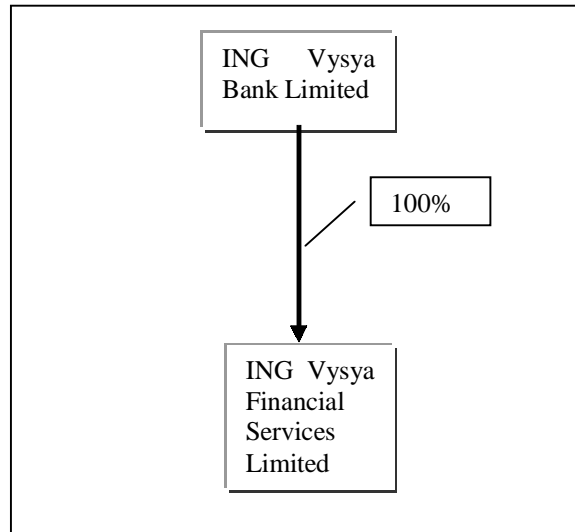 ING Vysya
Bank Limited
100%
ING Vysya
Financial
Services
Limited